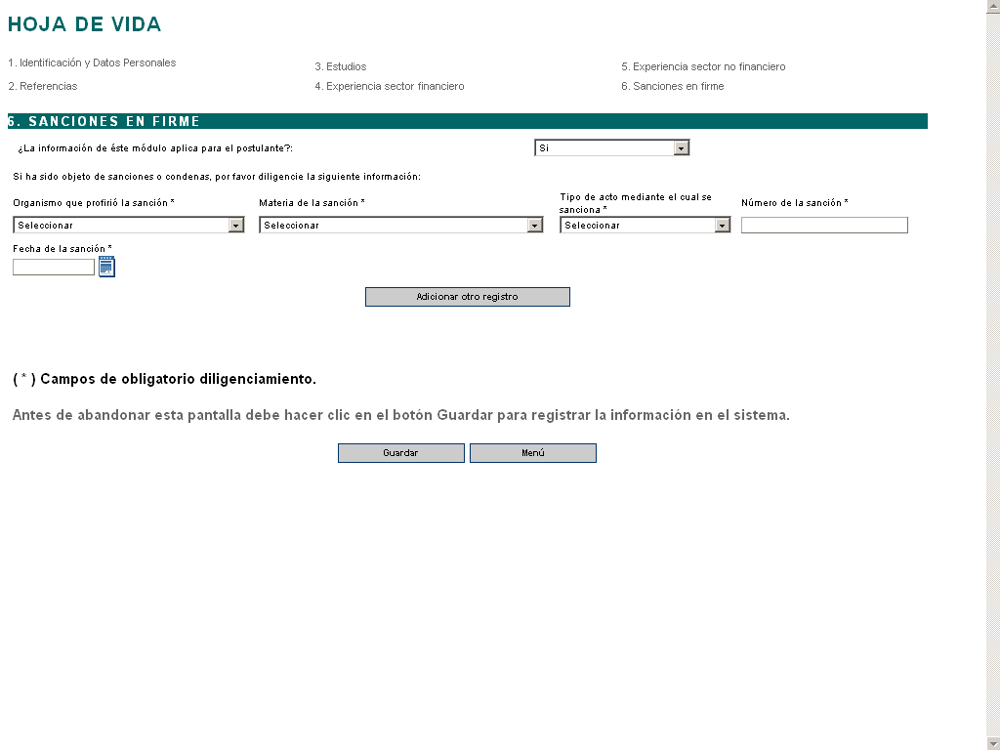 HOJA DE VIDA
1. Identificación y Datos Personales
3. Estudios
5. Experiencia sector no financiero
2. Referencias
4. Experiencia sector financiero
6. Sanciones en firme
6. SANCIONES EN FIRME
¿La información de éste módulo aplica para el postulante?:
Si
Si ha sido objeto de sanciones o condenas, por favor diligencie la siguiente información:
Organismo que profirió la sanción *
Materia de la sanción *
Tipo de acto mediante el cual se
sanciona *
Número de la sanción *
Seleccionar
Seleccionar
Seleccionar
Fecha de la sanción *
Adicionar otro registro
( * ) Campos de obligatorio diligenciamiento.
Antes de abandonar esta pantalla debe hacer clic en el botón Guardar para registrar la información en el sistema.
Guardar
Menú